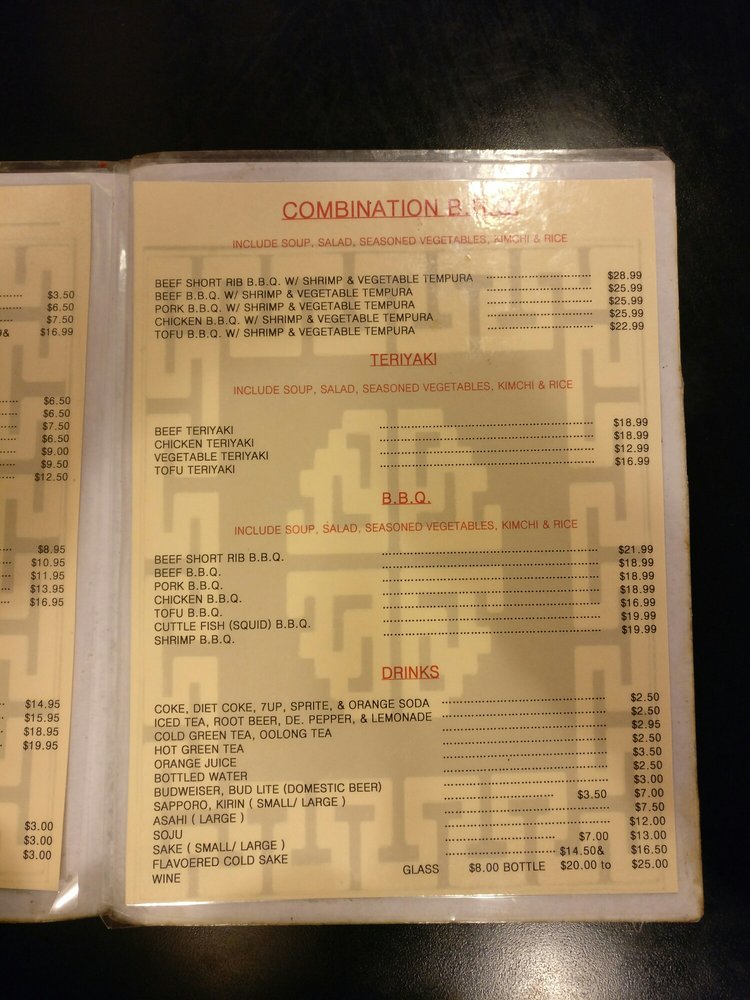 $3.50
$6.50
$7.50
& $16.99
$6.50
$6.50
$7.50
$6.50
$9.00
$9.50
$12.50
$8.95
$10.95
$11.95
$13.95
$16.95
$14.95
$15.95
$18.95
$19.95
$3.00
$3.00
$3.00
COMBINATION B.B.Q.
INCLUDE SOUP, SALAD, SEASONED VEGETABLES, KIMCHI & RICE
BEEF SHORT RIB B.B.Q. W/ SHRIMP & VEGETABLE TEMPURA $28.99
BEEF B.B.Q. W/ SHRIMP & VEGETABLE TEMPURA $25.99
PORK B.B.Q. W/ SHRIMP & VEGETABLE TEMPURA $25.99
CHICKEN B.B.Q. W/ SHRIMP & VEGETABLE TEMPURA $25.99
TOFU B.B.Q. W/ SHRIMP & VEGETABLE TEMPURA $22.99
TERIYAKI
INCLUDE SOUP, SALAD, SEASONED VEGETABLES, KIMCHI & RICE
BEEF TERIYAKI $18.99
CHICKEN TERIYAKI $18.99
VEGETABLE TERIYAKI $12.99
TOFU TERIYAKI $16.99
B.B.Q.
INCLUDE SOUP, SALAD, SEASONED VEGETABLES, KIMCHI & RICE
BEEF SHORT RIB B.B.Q. $21.99
BEEF B.B.Q. $18.99
PORK B.B.Q. $18.99
CHICKEN B.B.Q. $18.99
TOFU B.B.Q. $16.99
CUTTLE FISH (SQUID) B.B.Q. $19.99
SHRIMP B.B.Q. $19.99
DRINKS
COKE, DIET COKE, 7UP, SPRITE, & ORANGE SODA $2.50
ICED TEA, ROOT BEER, DE. PEPPER, & LEMONADE $2.50
COLD GREEN TEA, OOLONG TEA $2.95
HOT GREEN TEA $2.50
ORANGE JUICE $3.50
BOTTLED WATER $2.50
BUDWEISER, BUD LITE (DOMESTIC BEER) $3.00
SAPPORO, KIRIN ( SMALL/ LARGE ) $3.50 $7.00
ASAHI ( LARGE ) $7.50
SOJU $12.00
SAKE ( SMALL/ LARGE ) $7.00 $13.00
FLAVOERED COLD SAKE $14.50& $16.50
WINE GLASS $8.00 BOTTLE $20.00 to $25.00